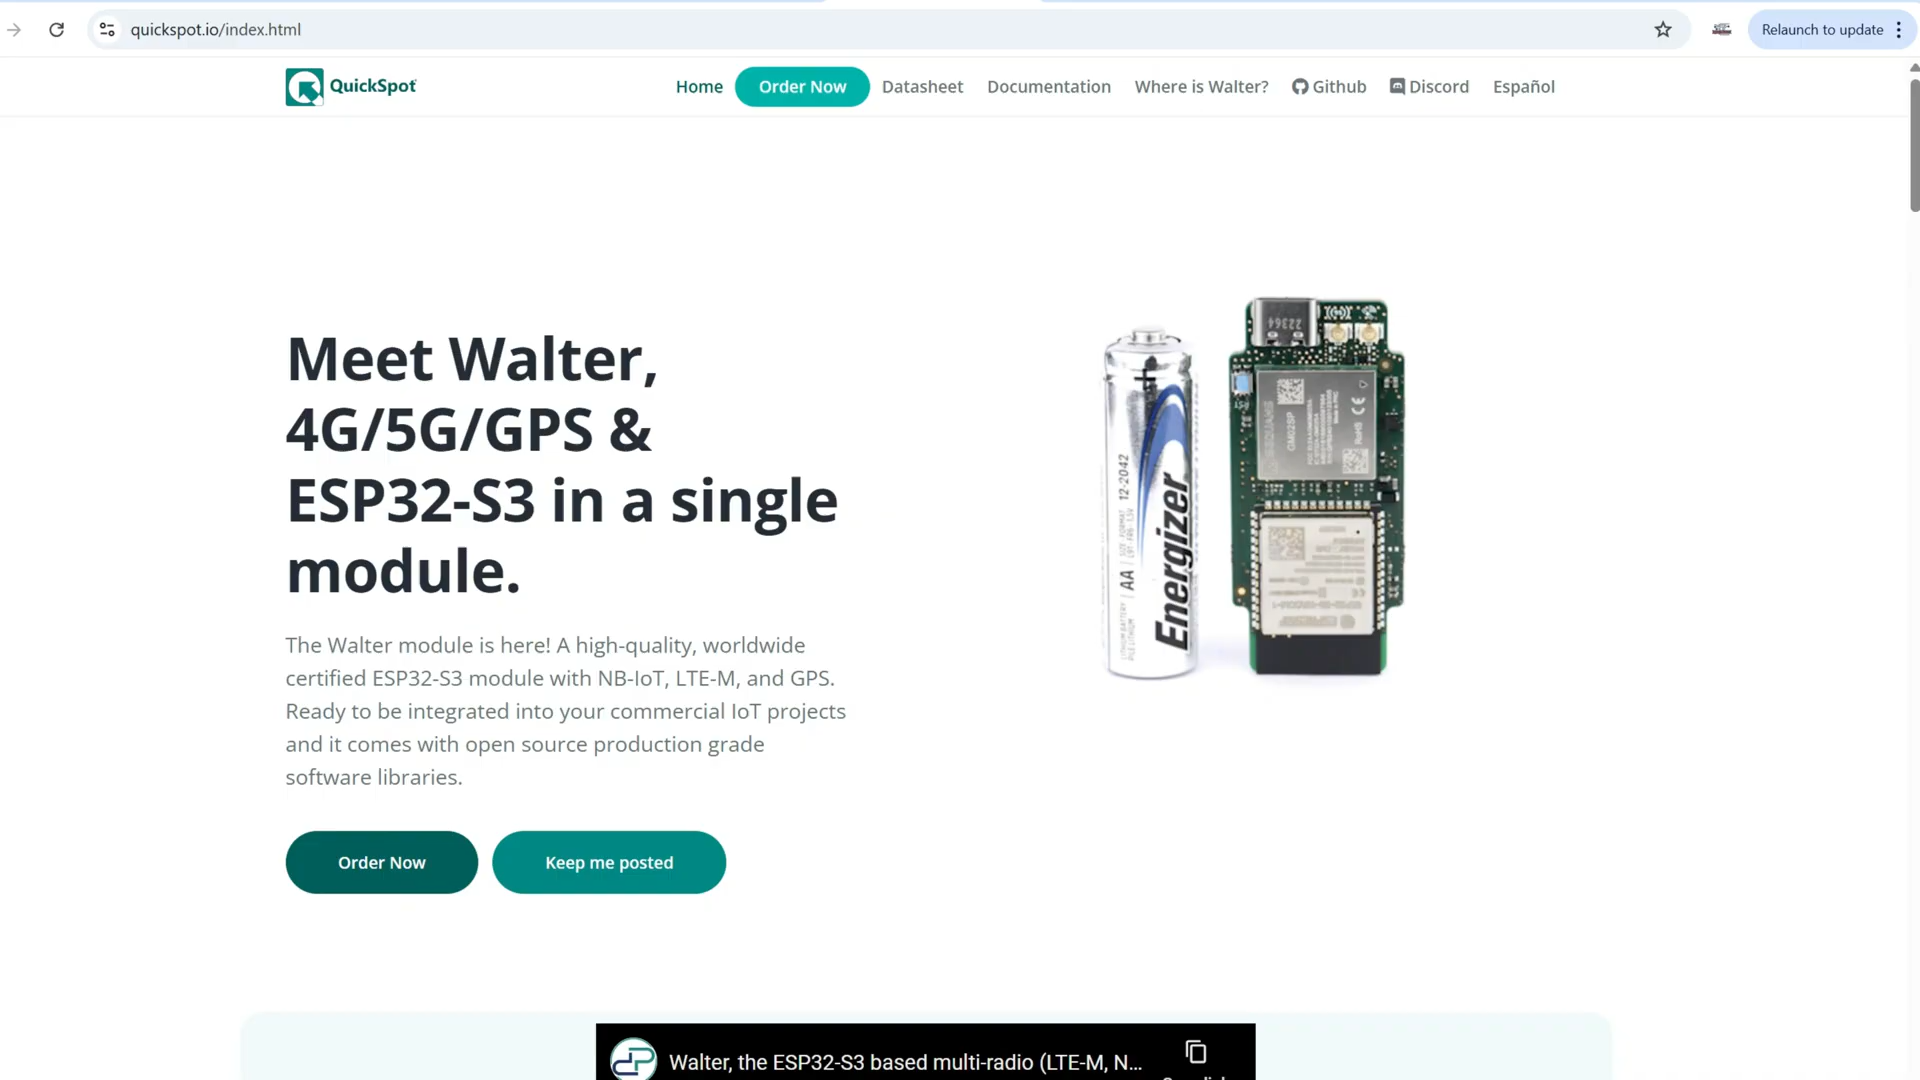 quickspot.io/index.html
Relaunch to update
QuickSpot
Home
Order Now
Datasheet
Documentation
Where is Walter?
Github
Discord
Español
Meet Walter,
4G/5G/GPS &
ESP32-S3 in a single
module.
The Walter module is here! A high-quality, worldwide
certified ESP32-S3 module with NB-IoT, LTE-M, and GPS.
Ready to be integrated into your commercial IoT projects
and it comes with open source production grade
software libraries.
Order Now
Keep me posted
Energizer
AA
12-2042
22364
GM02SP
RoHS
CE
Walter, the ESP32-S3 based multi-radio (LTE-M, N...